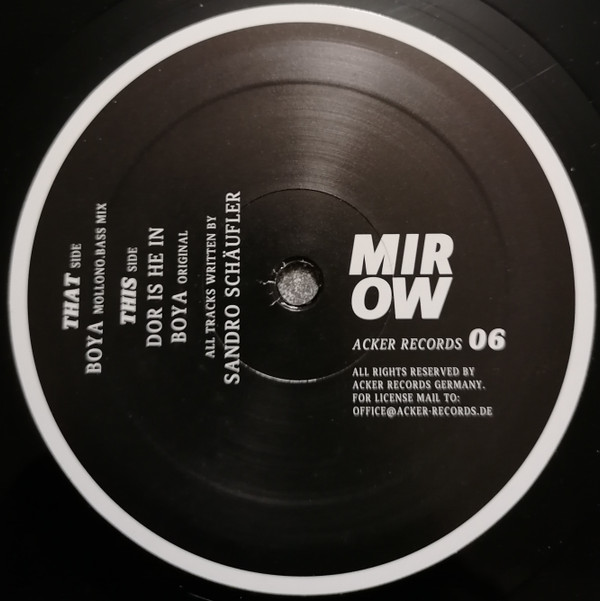 THAT SIDE
BOYA MOLLONO.BASS MIX
THIS SIDE
DOR IS HE IN
BOYA ORIGINAL
ALL TRACKS WRITTEN BY
SANDRO SCHÄUFLER
MIR
OW
ACKER RECORDS 06
ALL RIGHTS RESERVED BY
ACKER RECORDS GERMANY.
FOR LICENSE MAIL TO:
OFFICE@ACKER-RECORDS.DE